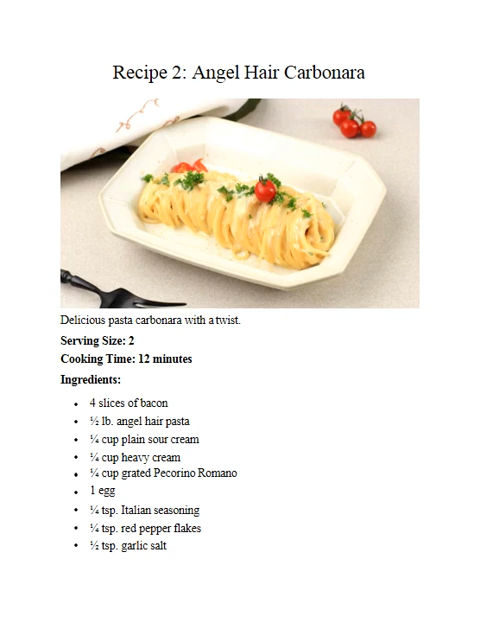 Recipe 2: Angel Hair Carbonara
Delicious pasta carbonara with a twist.
Serving Size: 2
Cooking Time: 12 minutes
Ingredients:
• 4 slices of bacon
• ½ lb. angel hair pasta
• ¼ cup plain sour cream
• ¼ cup heavy cream
• ¼ cup grated Pecorino Romano
• 1 egg
• ¼ tsp. Italian seasoning
• ¼ tsp. red pepper flakes
• ½ tsp. garlic salt